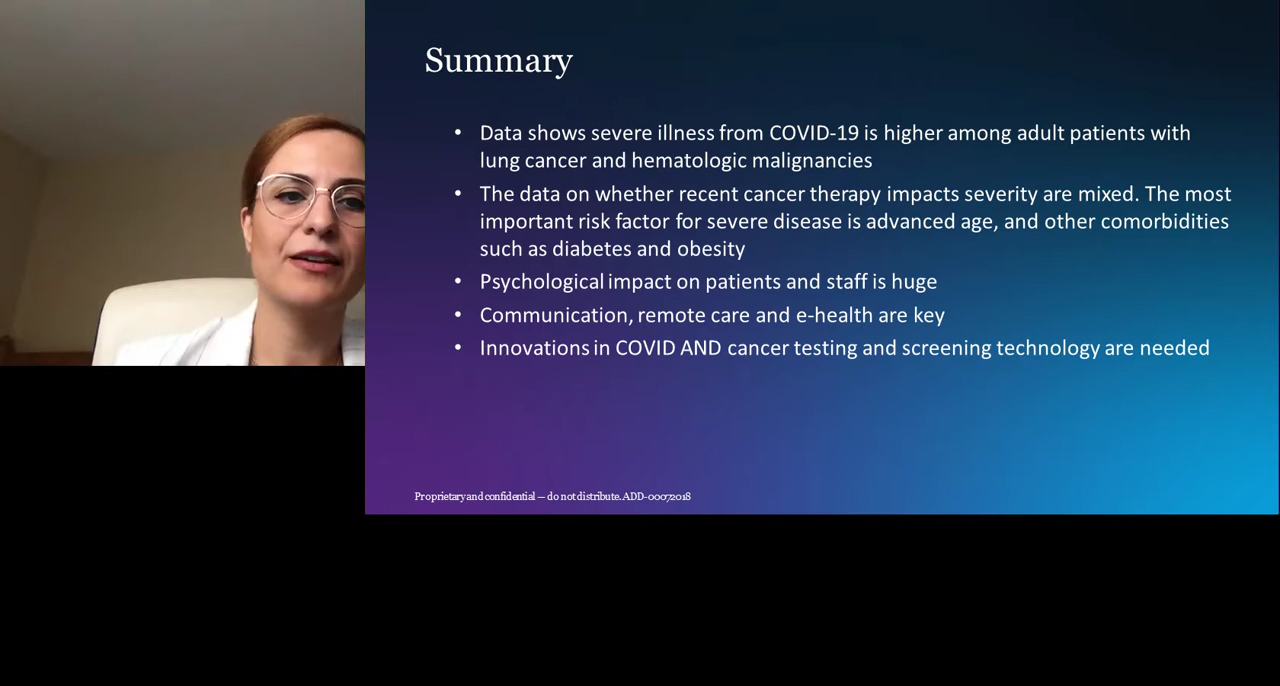 Summary
• Data shows severe illness from COVID-19 is higher among adult patients with
lung cancer and hematologic malignancies
• The data on whether recent cancer therapy impacts severity are mixed. The most
important risk factor for severe disease is advanced age, and other comorbidities
such as diabetes and obesity
• Psychological impact on patients and staff is huge
• Communication, remote care and e-health are key
• Innovations in COVID AND cancer testing and screening technology are needed
Proprietary and confidential — do not distribute. ADD-00072018